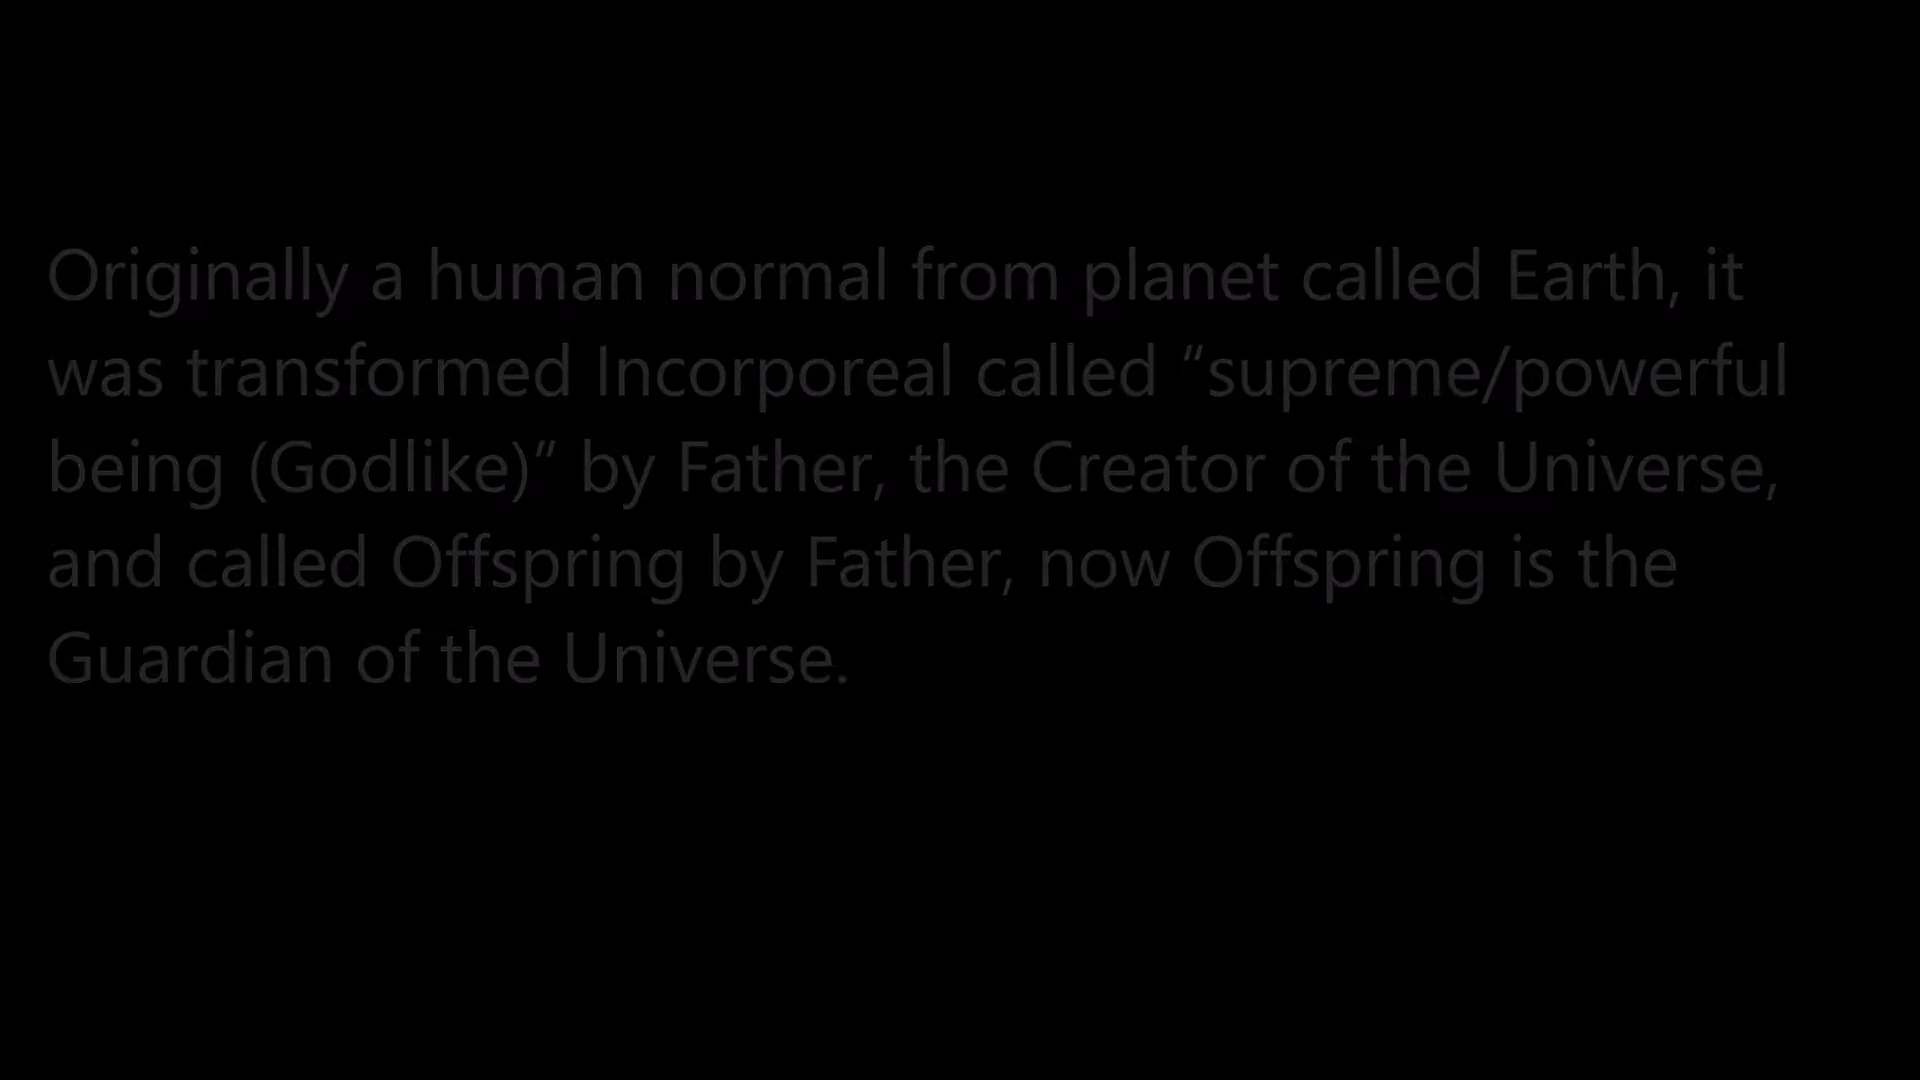 Originally a human normal from planet called Earth, it
was transformed Incorporeal called “supreme/powerful
being (Godlike)” by Father, the Creator of the Universe,
and called Offspring by Father, now Offspring is the
Guardian of the Universe.